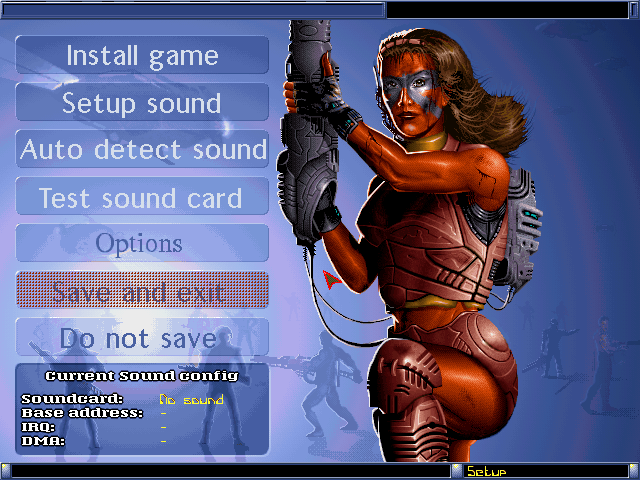 Install game
Setup sound
Auto detect sound
Test sound card
Options
Save and exit
Do not save
Current Sound config
Soundcard: No sound
Base address: -
IRQ: -
DMA: -
Setup